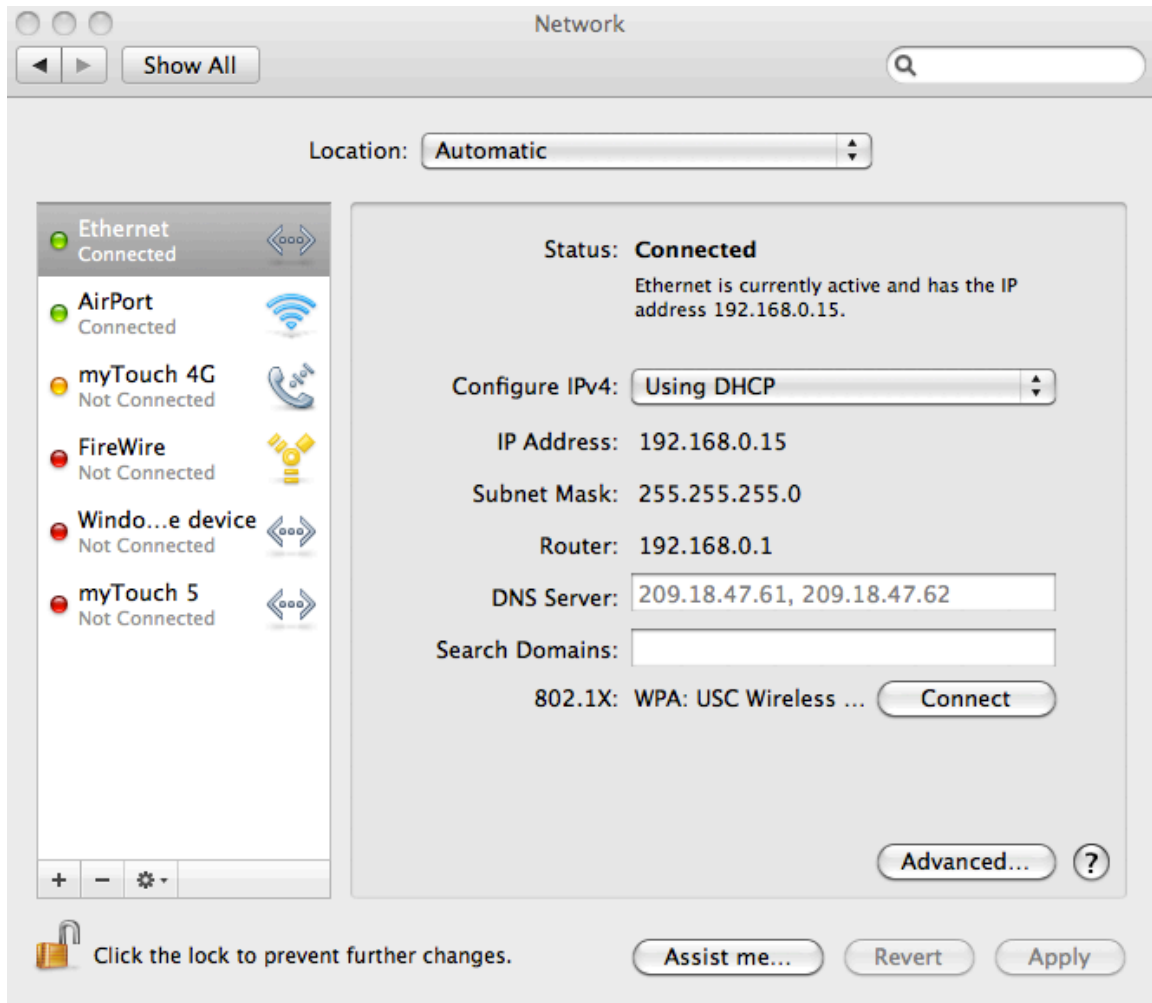 Network
Show All
Location: Automatic
Ethernet
Connected
AirPort
Connected
myTouch 4G
Not Connected
FireWire
Not Connected
Windo...e device
Not Connected
myTouch 5
Not Connected
Status: Connected
Ethernet is currently active and has the IP
address 192.168.0.15.
Configure IPv4: Using DHCP
IP Address: 192.168.0.15
Subnet Mask: 255.255.255.0
Router: 192.168.0.1
DNS Server: 209.18.47.61, 209.18.47.62
Search Domains:
802.1X: WPA: USC Wireless ... Connect
Advanced... ?
Click the lock to prevent further changes.
Assist me... Revert Apply